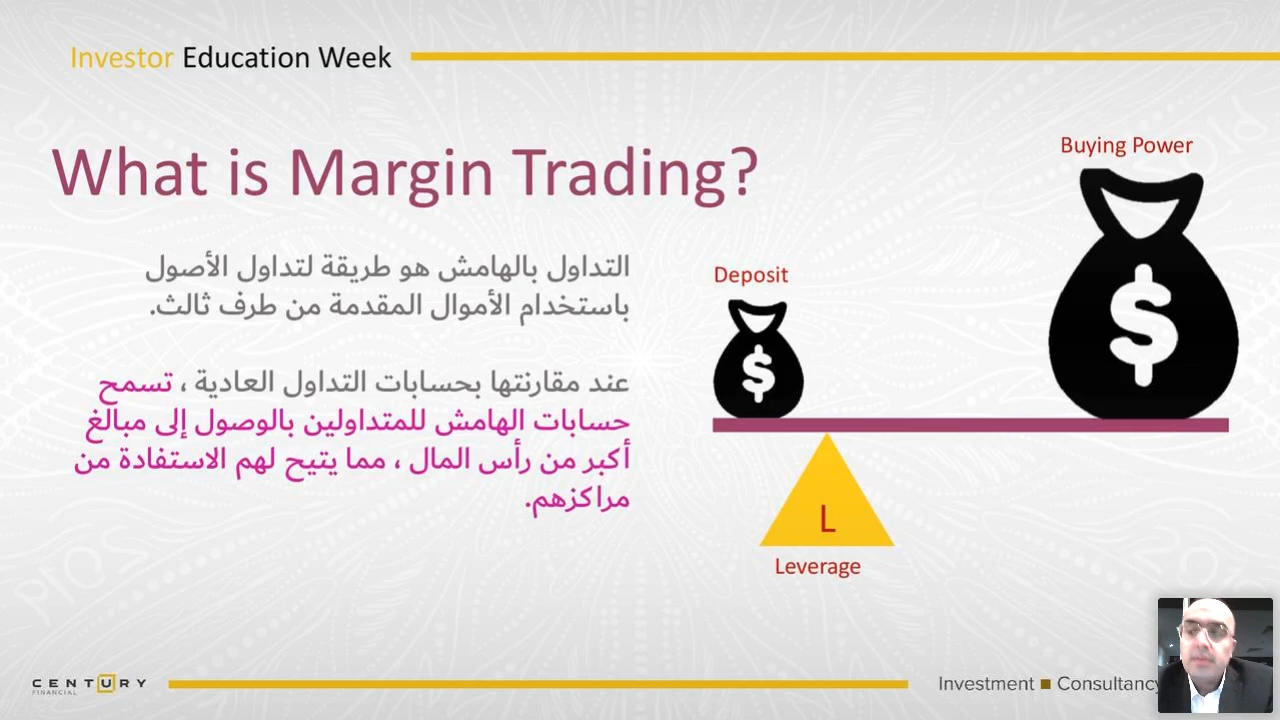 Investor Education Week
What is Margin Trading?
التداول بالهامش هو طريقة لتداول الأصول
باستخدام الأموال المقدمة من طرف ثالث.
عند مقارنتها بحسابات التداول العادية ، تسمح
حسابات الهامش للمتداولين بالوصول إلى مبالغ
أكبر من رأس المال ، مما يتيح لهم الاستفادة من
مراكزهم.
Buying Power
$
Deposit
$
L
Leverage
CENTURY
FINANCIAL
Investment ■ Consultancy